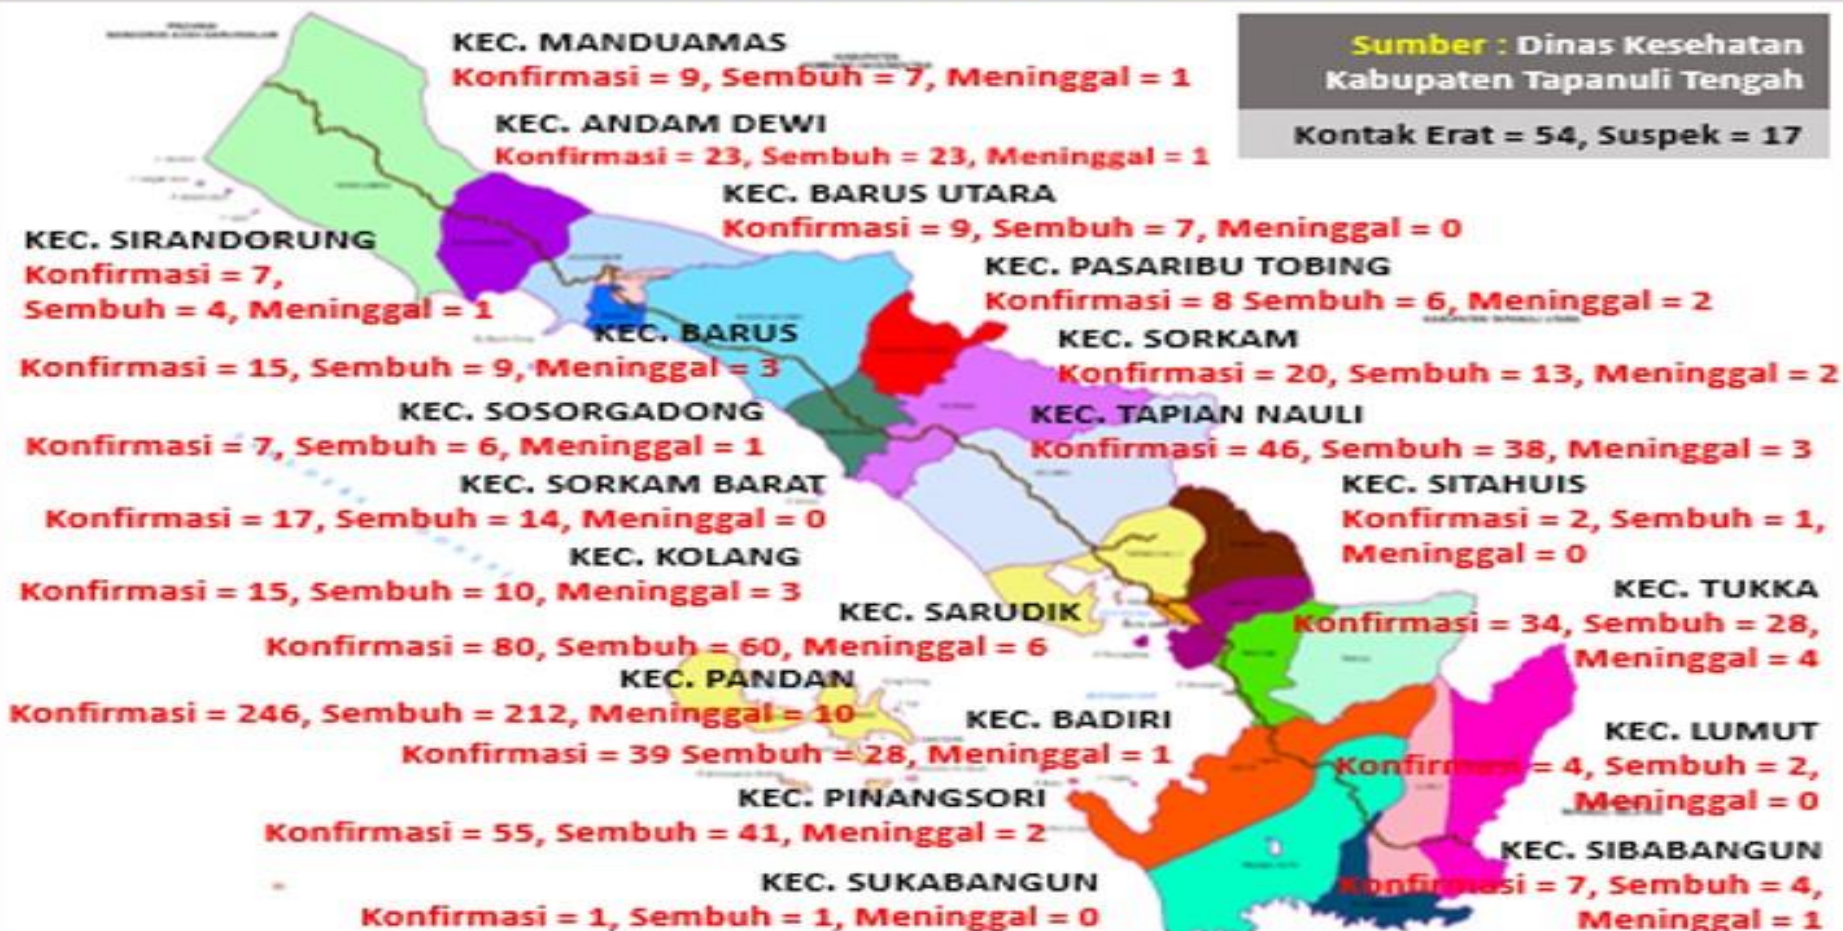 Sumber : Dinas Kesehatan
Kabupaten Tapanuli Tengah
Kontak Erat = 54, Suspek = 17
KEC. MANDUAMAS
Konfirmasi = 9, Sembuh = 7, Meninggal = 1
KEC. ANDAM DEWI
Konfirmasi = 23, Sembuh = 23, Meninggal = 1
KEC. BARUS UTARA
Konfirmasi = 9, Sembuh = 7, Meninggal = 0
KEC. SIRANDORUNG
Konfirmasi = 7,
Sembuh = 4, Meninggal = 1
KEC. PASARIBU TOBING
Konfirmasi = 8 Sembuh = 6, Meninggal = 2
KEC. BARUS
Konfirmasi = 15, Sembuh = 9, Meninggal = 3
KEC. SORKAM
Konfirmasi = 20, Sembuh = 13, Meninggal = 2
KEC. SOSORGADONG
Konfirmasi = 7, Sembuh = 6, Meninggal = 1
KEC. TAPIAN NAULI
Konfirmasi = 46, Sembuh = 38, Meninggal = 3
KEC. SORKAM BARAT
Konfirmasi = 17, Sembuh = 14, Meninggal = 0
KEC. SITAHUIS
Konfirmasi = 2, Sembuh = 1,
Meninggal = 0
KEC. KOLANG
Konfirmasi = 15, Sembuh = 10, Meninggal = 3
KEC. TUKKA
Konfirmasi = 34, Sembuh = 28,
Meninggal = 4
KEC. SARUDIK
Konfirmasi = 80, Sembuh = 60, Meninggal = 6
KEC. PANDAN
Konfirmasi = 246, Sembuh = 212, Meninggal = 10
KEC. BADIRI
Konfirmasi = 39 Sembuh = 28, Meninggal = 1
KEC. LUMUT
Konfirmasi = 4, Sembuh = 2,
Meninggal = 0
KEC. PINANGSORI
Konfirmasi = 55, Sembuh = 41, Meninggal = 2
KEC. SIBABANGUN
Konfirmasi = 7, Sembuh = 4,
Meninggal = 1
KEC. SUKABANGUN
Konfirmasi = 1, Sembuh = 1, Meninggal = 0